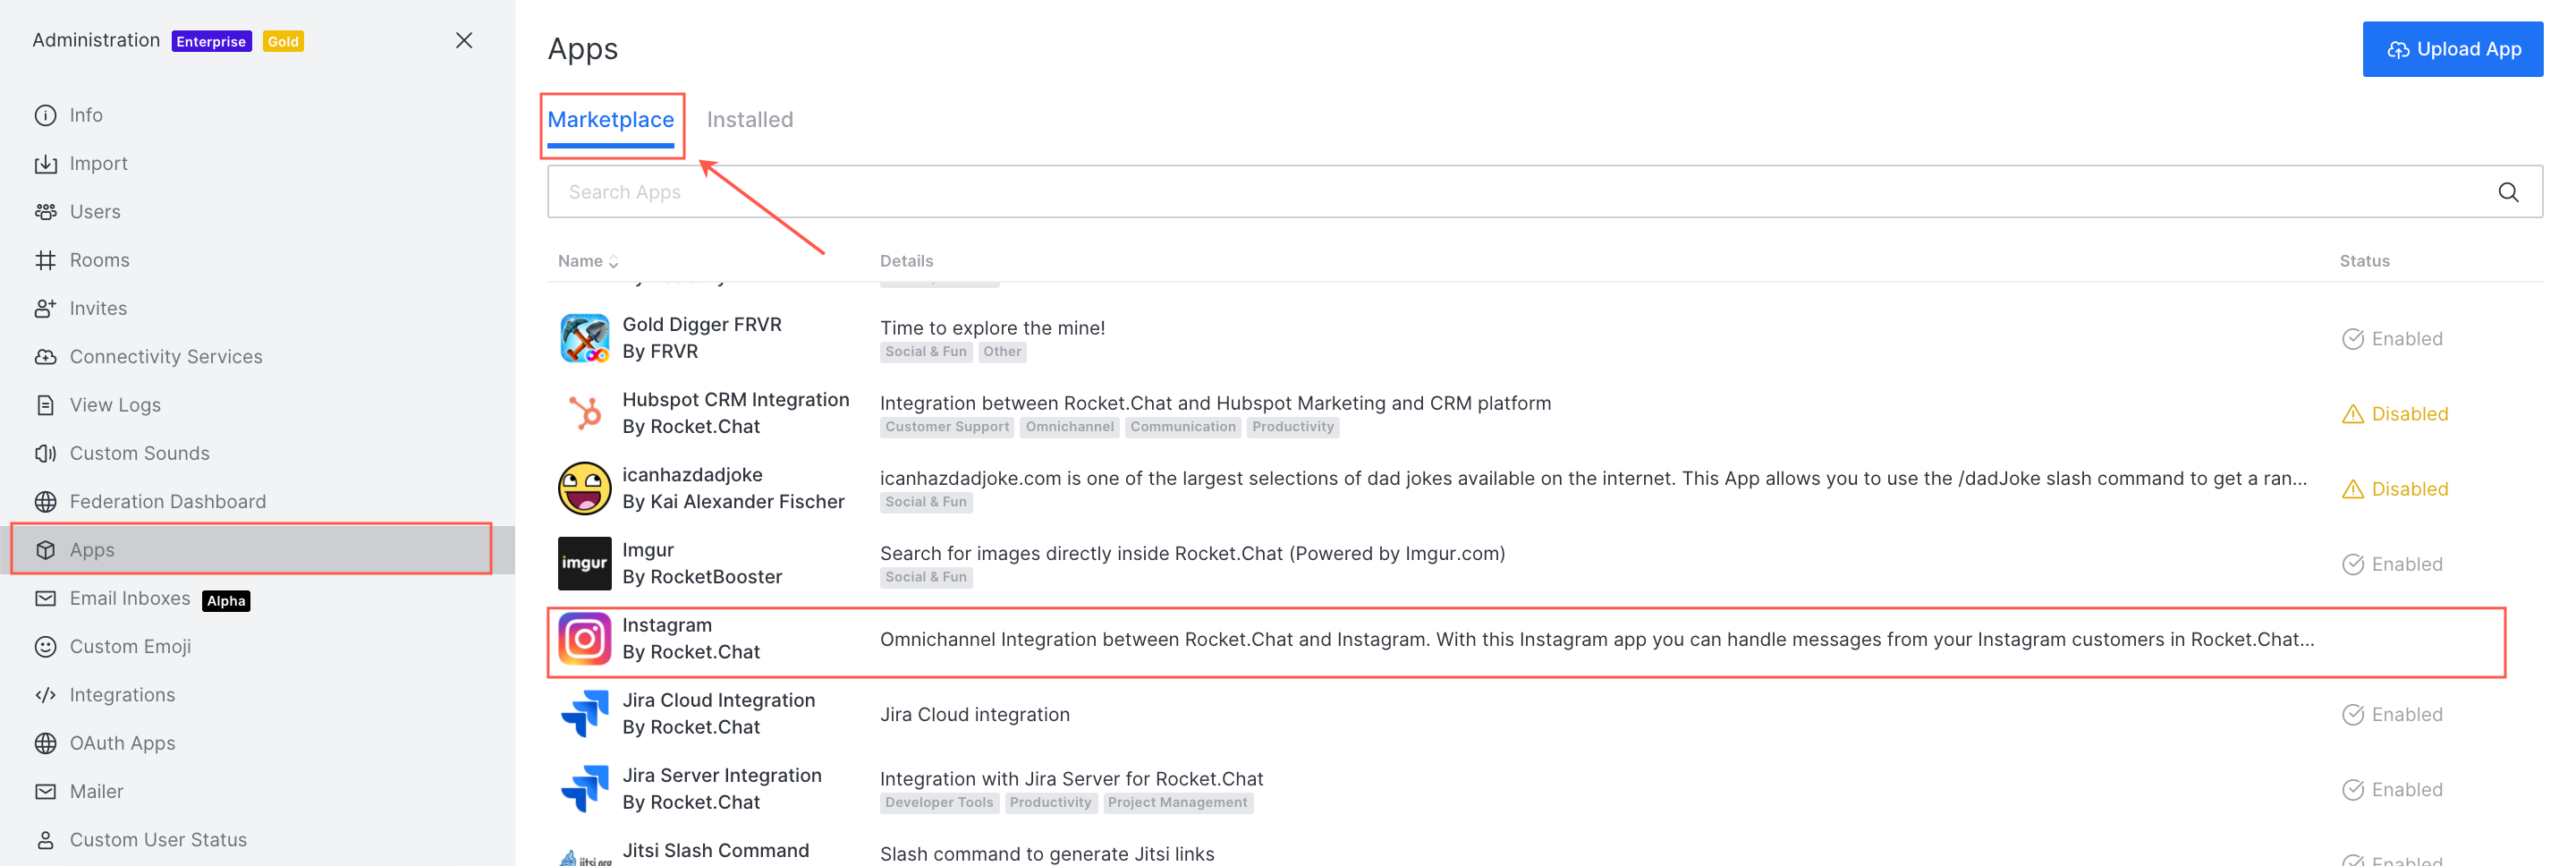 Administration Enterprise Gold
Info
Import
Users
Rooms
Invites
Connectivity Services
View Logs
Custom Sounds
Federation Dashboard
Apps
Email Inboxes Alpha
Custom Emoji
Integrations
OAuth Apps
Mailer
Custom User Status
Apps
Upload App
Marketplace Installed
Search Apps
Name Details Status
Gold Digger FRVR
By FRVR
Time to explore the mine!
Social & Fun Other
Enabled
Hubspot CRM Integration
By Rocket.Chat
Integration between Rocket.Chat and Hubspot Marketing and CRM platform
Customer Support Omnichannel Communication Productivity
Disabled
icanhazdadjoke
By Kai Alexander Fischer
icanhazdadjoke.com is one of the largest selections of dad jokes available on the internet. This App allows you to use the /dadJoke slash command to get a ran...
Social & Fun
Disabled
imgur
Imgur
By RocketBooster
Search for images directly inside Rocket.Chat (Powered by Imgur.com)
Social & Fun
Enabled
Instagram
By Rocket.Chat
Omnichannel Integration between Rocket.Chat and Instagram. With this Instagram app you can handle messages from your Instagram customers in Rocket.Chat...
Jira Cloud Integration
By Rocket.Chat
Jira Cloud integration
Enabled
Jira Server Integration
By Rocket.Chat
Integration with Jira Server for Rocket.Chat
Developer Tools Productivity Project Management
Enabled
Jitsi Slash Command
Slash command to generate Jitsi links
Enabled